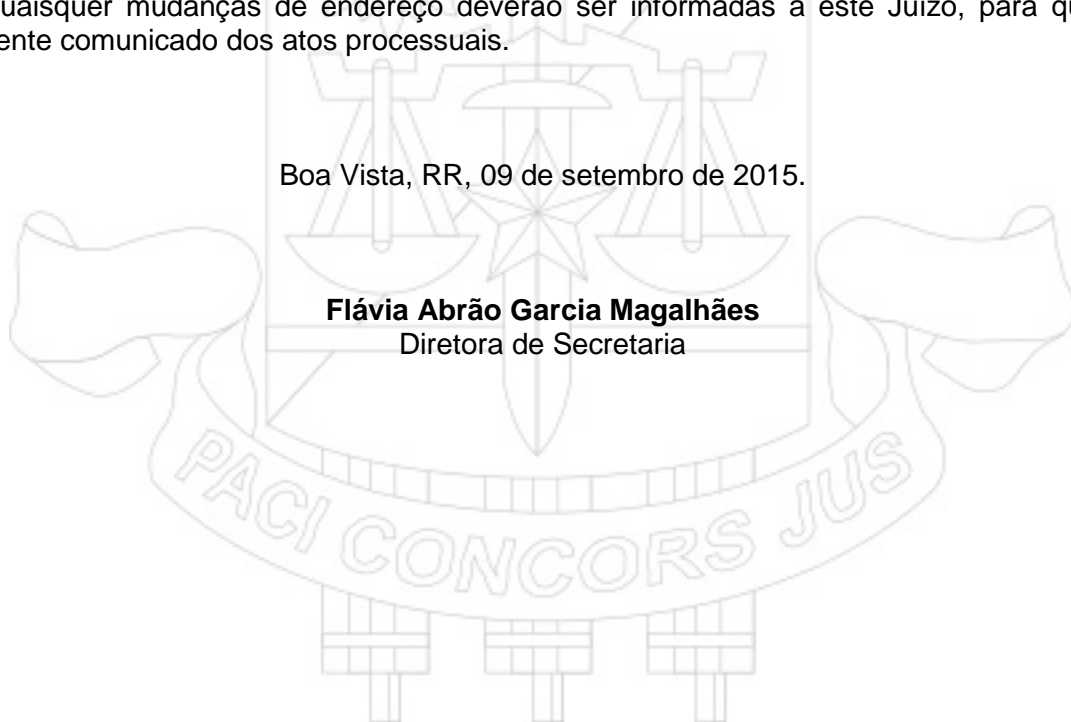 uaisquer mudanças de endereço deverão ser informadas a este Juízo, para qu
ente comunicado dos atos processuais.
Boa Vista, RR, 09 de setembro de 2015.
Flávia Abrão Garcia Magalhães
Diretora de Secretaria
PACI CONCORS JUS